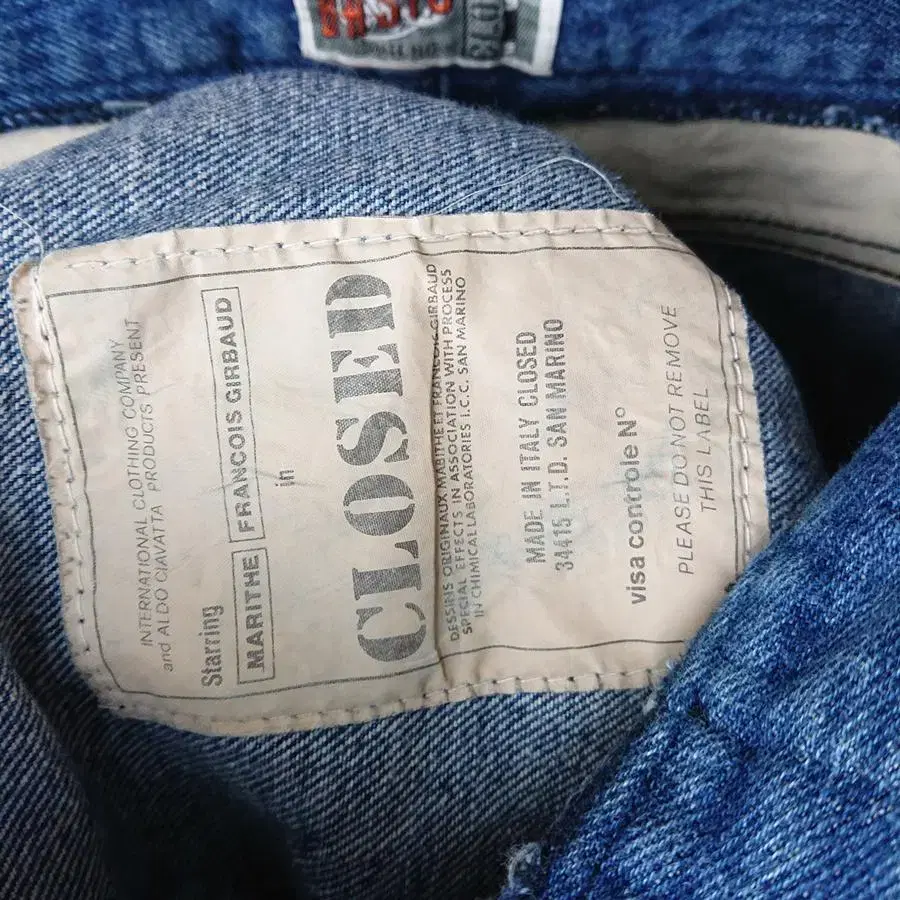 INTERNATIONAL CLOTHING COMPANY
and ALDO CIAVATTA PRODUCTS PRESENT
Starring
MARITHE FRANCOIS GIRBAUD
in
CLOSED
DESSINS ORIGINAUX MARITHE ET FRANCOIS GIRBAUD
SPECIAL EFFECTS IN ASSOCIATION WITH PROCESS
IN CHIMICAL LABORATORIES i.C.C. SAN MARINO
MADE IN ITALY CLOSED
34415 L.T.D. SAN MARINO
visa controle N°
PLEASE DO NOT REMOVE
THIS LABEL